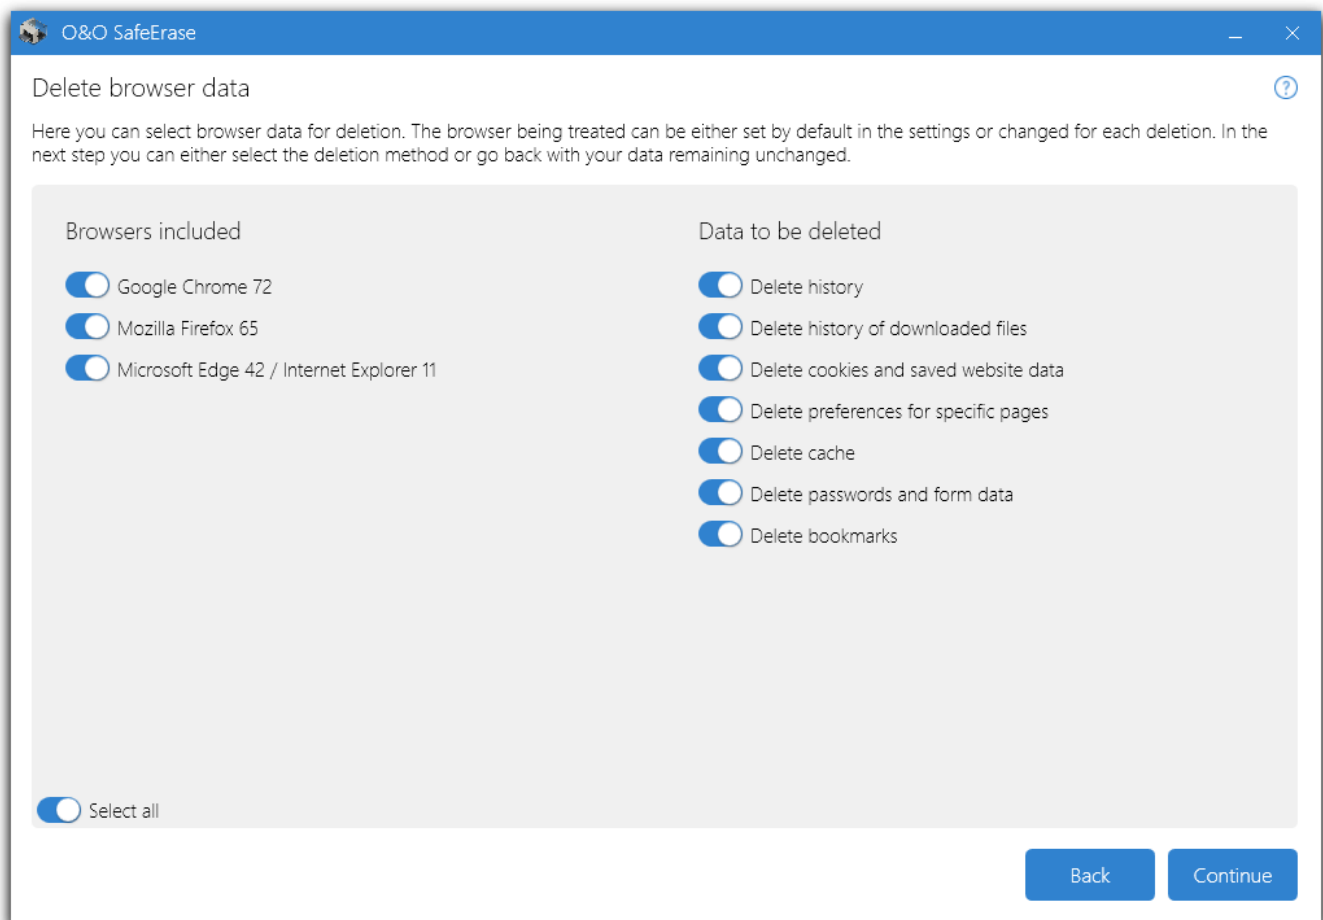 O&O SafeErase
Delete browser data
Here you can select browser data for deletion. The browser being treated can be either set by default in the settings or changed for each deletion. In the
next step you can either select the deletion method or go back with your data remaining unchanged.
Browsers included
Google Chrome 72
Mozilla Firefox 65
Microsoft Edge 42 / Internet Explorer 11
Data to be deleted
Delete history
Delete history of downloaded files
Delete cookies and saved website data
Delete preferences for specific pages
Delete cache
Delete passwords and form data
Delete bookmarks
Select all
Back
Continue